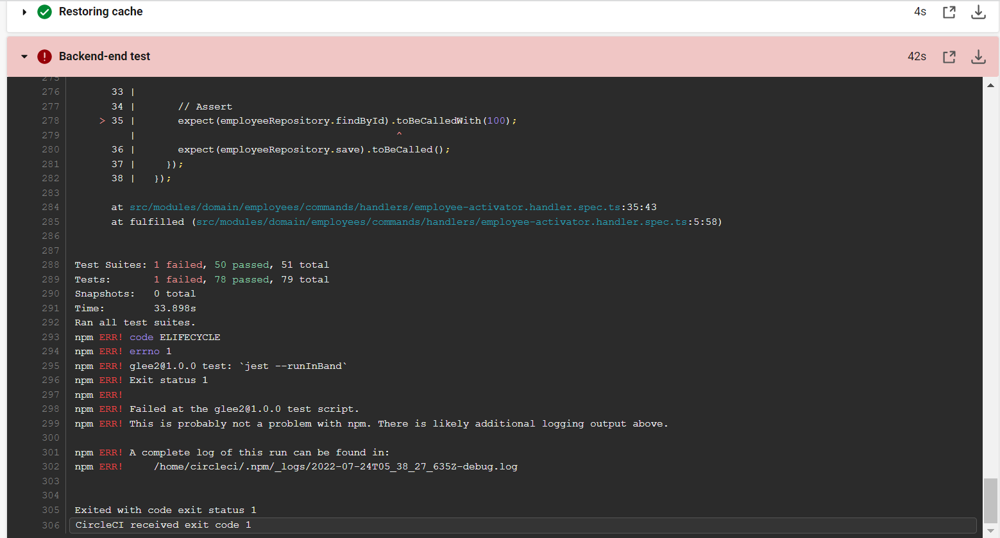 Restoring cache 4s
Backend-end test 42s
275
276 33 |
277 34 | // Assert
278 > 35 | expect(employeeRepository.findById).toBeCalledWith(100);
279 | ^
280 36 | expect(employeeRepository.save).toBeCalled();
281 37 | });
282 38 | });
283
284 at src/modules/domain/employees/commands/handlers/employee-activator.handler.spec.ts:35:43
285 at fulfilled (src/modules/domain/employees/commands/handlers/employee-activator.handler.spec.ts:5:58)
286
287
288 Test Suites: 1 failed, 50 passed, 51 total
289 Tests: 1 failed, 78 passed, 79 total
290 Snapshots: 0 total
291 Time: 33.898s
292 Ran all test suites.
293 npm ERR! code ELIFECYCLE
294 npm ERR! errno 1
295 npm ERR! glee2@1.0.0 test: `jest --runInBand`
296 npm ERR! Exit status 1
297 npm ERR!
298 npm ERR! Failed at the glee2@1.0.0 test script.
299 npm ERR! This is probably not a problem with npm. There is likely additional logging output above.
300
301 npm ERR! A complete log of this run can be found in:
302 npm ERR! /home/circleci/.npm/_logs/2022-07-24T05_38_27_635Z-debug.log
303
304
305 Exited with code exit status 1
306 CircleCI received exit code 1